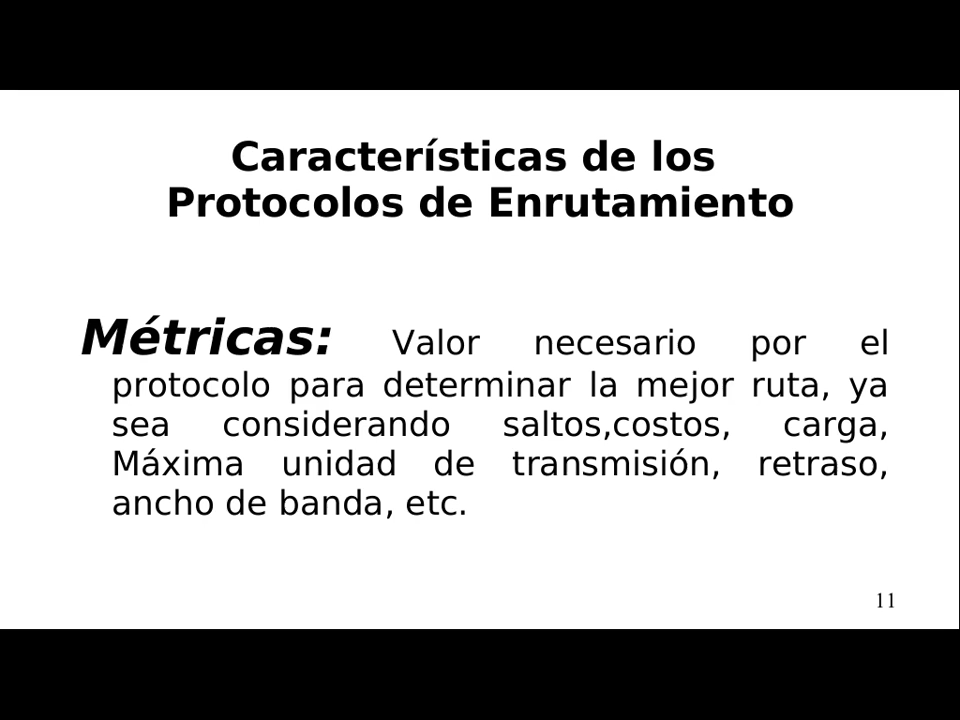 Características de los
Protocolos de Enrutamiento
Métricas: Valor necesario por el
protocolo para determinar la mejor ruta, ya
sea considerando saltos,costos, carga,
Máxima unidad de transmisión, retraso,
ancho de banda, etc.
11